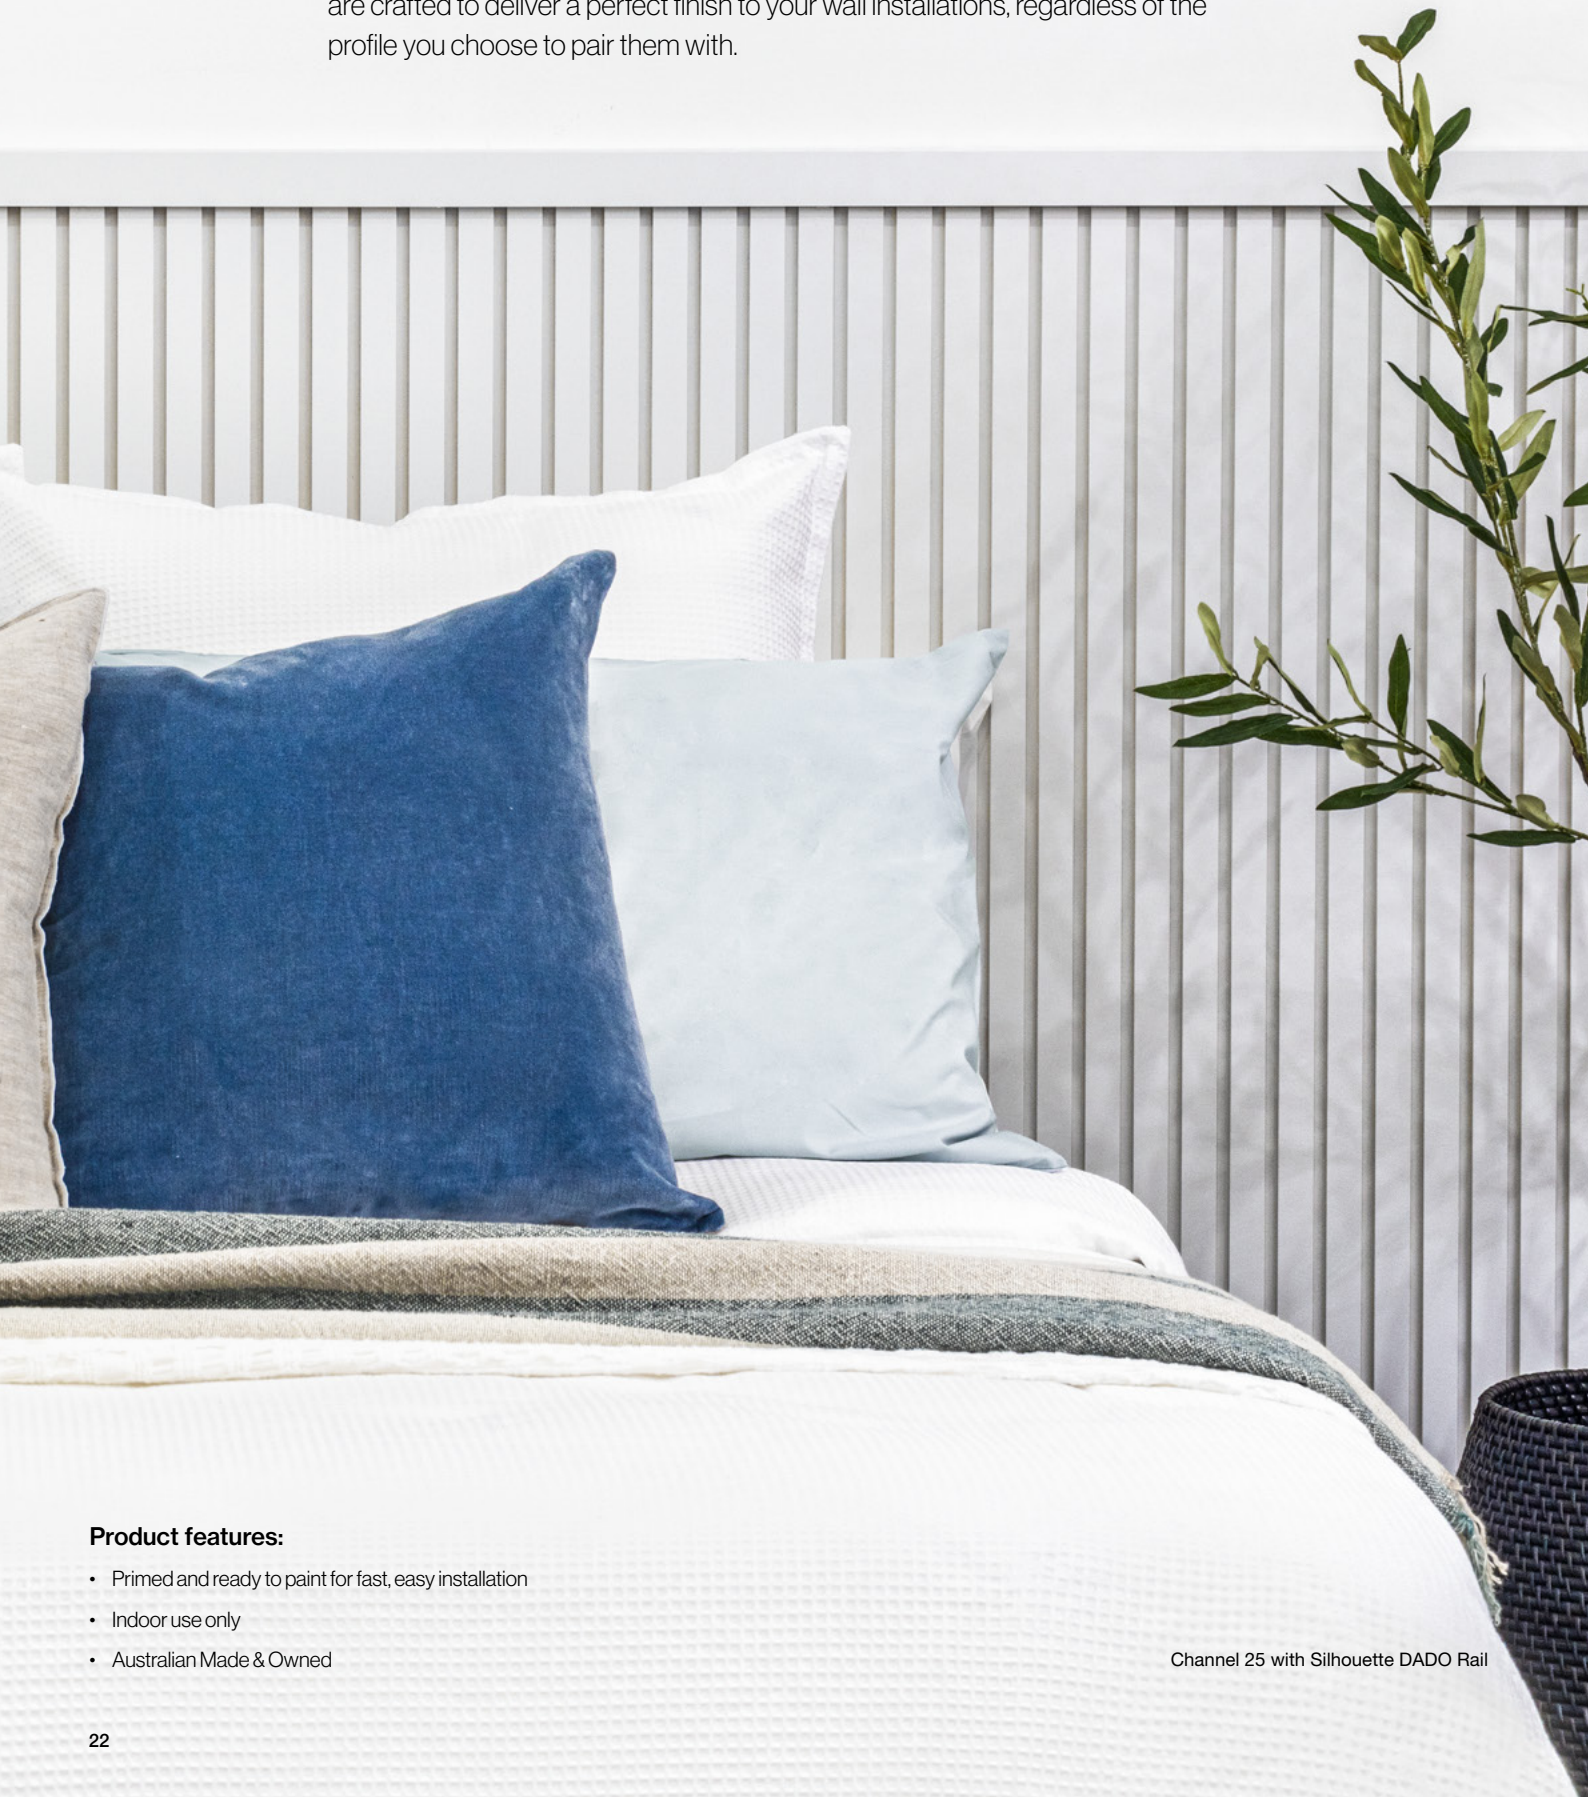 are crafted to deliver a perfect finish to your wall installations, regardless of the
profile you choose to pair them with.
Product features:
• Primed and ready to paint for fast, easy installation
• Indoor use only
• Australian Made & Owned
Channel 25 with Silhouette DADO Rail
22